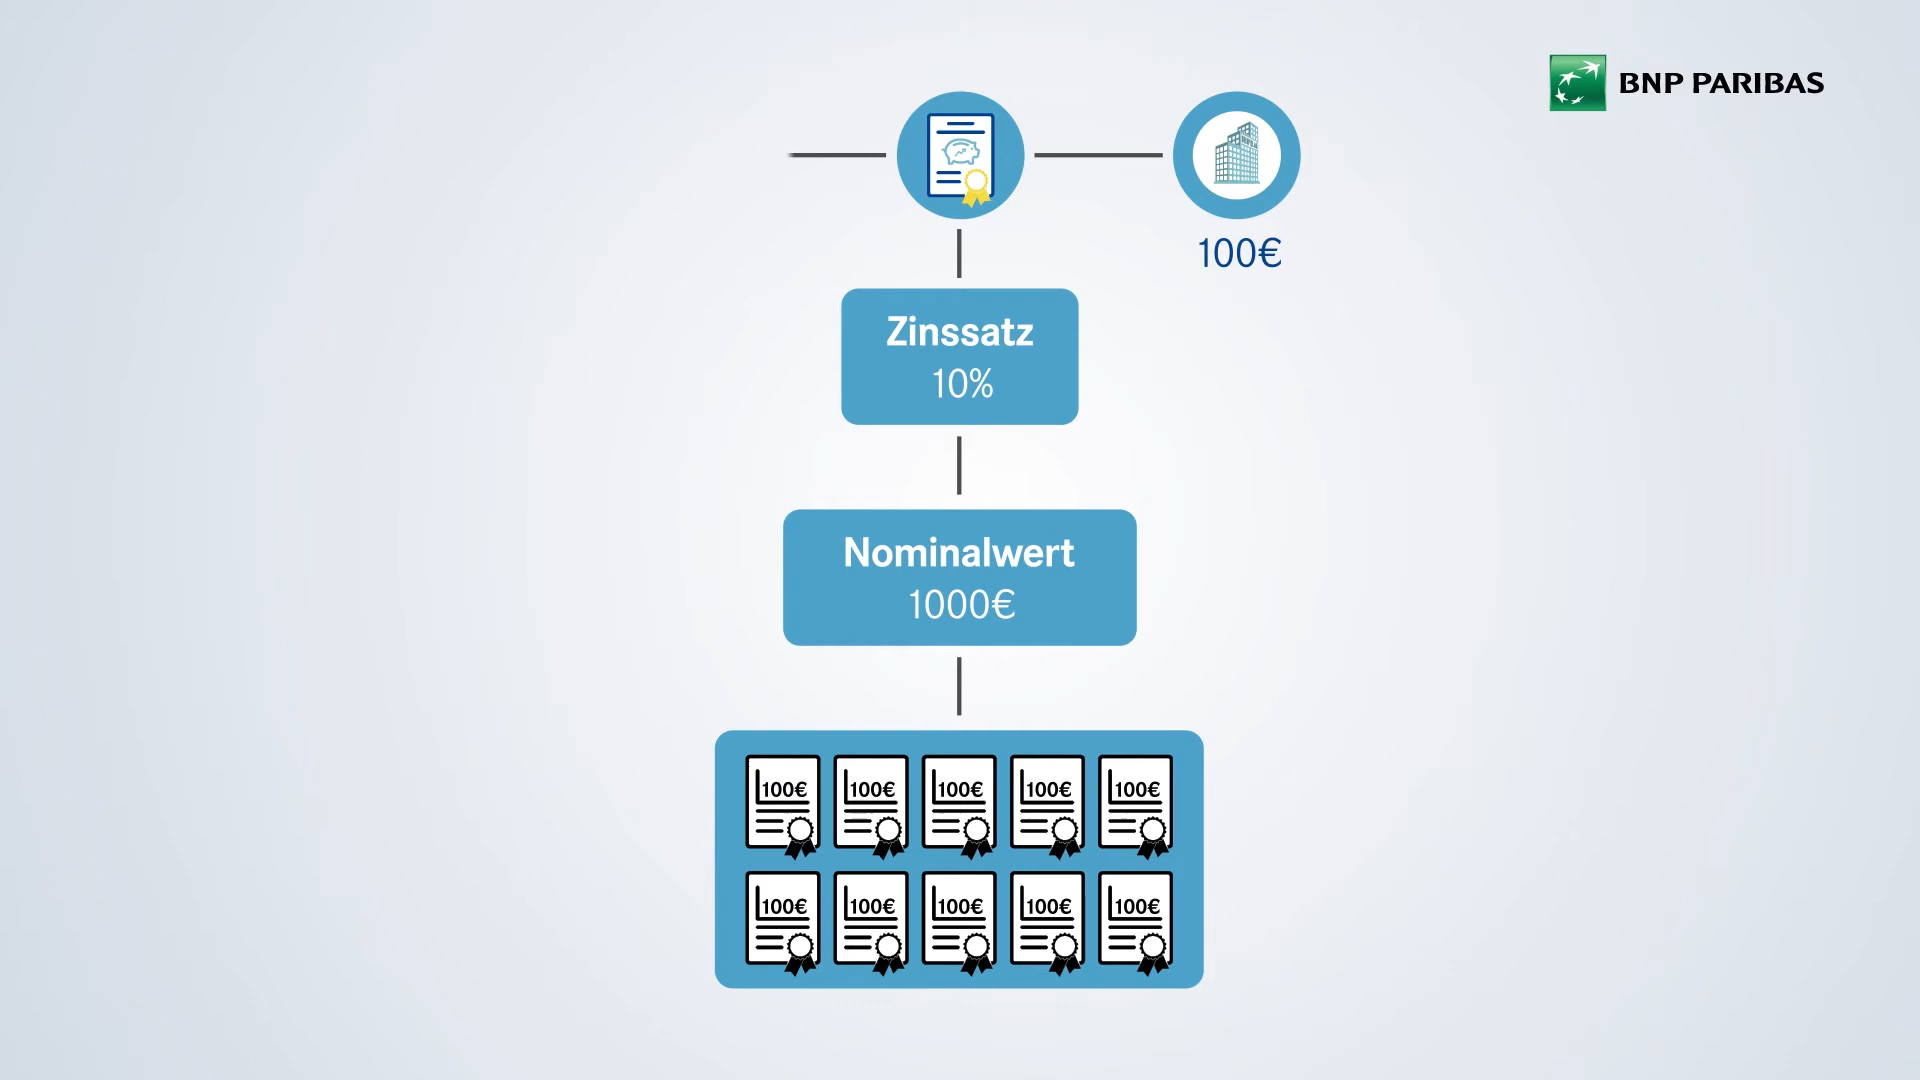 BNP PARIBAS
100€
Zinssatz
10%
Nominalwert
1000€
100€ 100€ 100€ 100€ 100€
100€ 100€ 100€ 100€ 100€